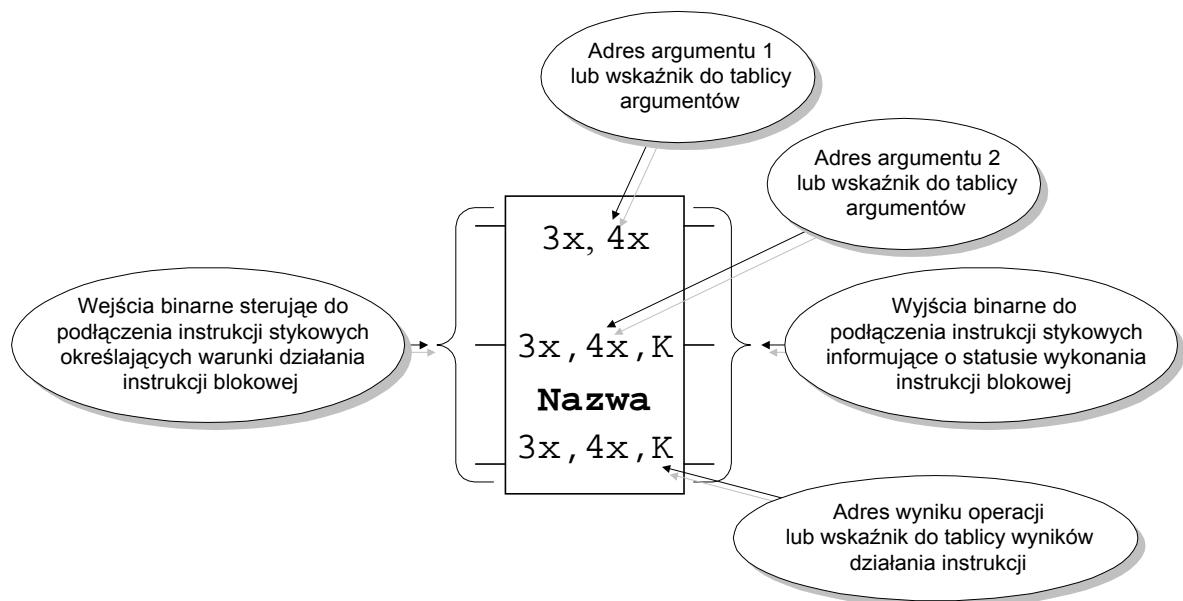 Adres argumentu 1
lub wskaźnik do tablicy
argumentów
Adres argumentu 2
lub wskaźnik do tablicy
argumentów
3x, 4x
Wejścia binarne sterująe do
podłączenia instrukcji stykowych
określających warunki działania
instrukcji blokowej
3x,4x,K
Nazwa
3x,4x,K
Wyjścia binarne do
podłączenia instrukcji stykowych
informujące o statusie wykonania
instrukcji blokowej
Adres wyniku operacji
lub wskaźnik do tablicy wyników
działania instrukcji